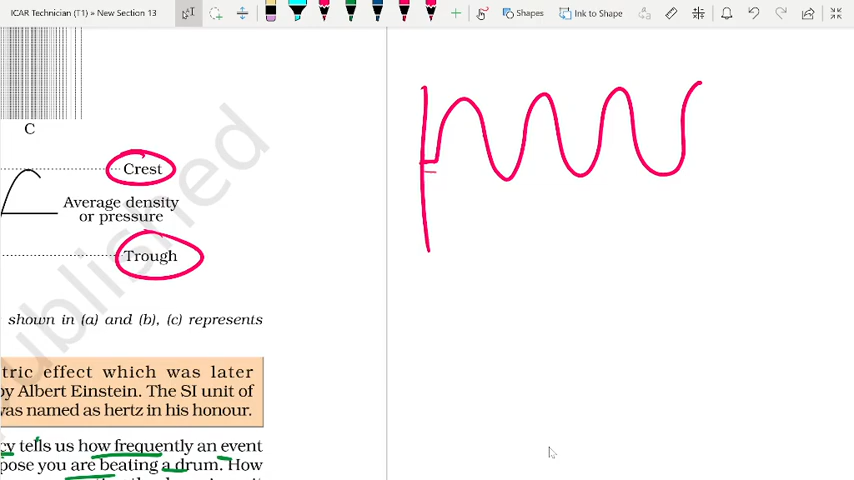 ICAR Technician (T1) » New Section 13
Shapes
Ink to Shape
C
Crest
Average density
or pressure
Trough
shown in (a) and (b), (c) represents
tric effect which was later
by Albert Einstein. The SI unit of
was named as hertz in his honour.
cy tells us how frequently an event
pose you are beating a drum. How
ublished